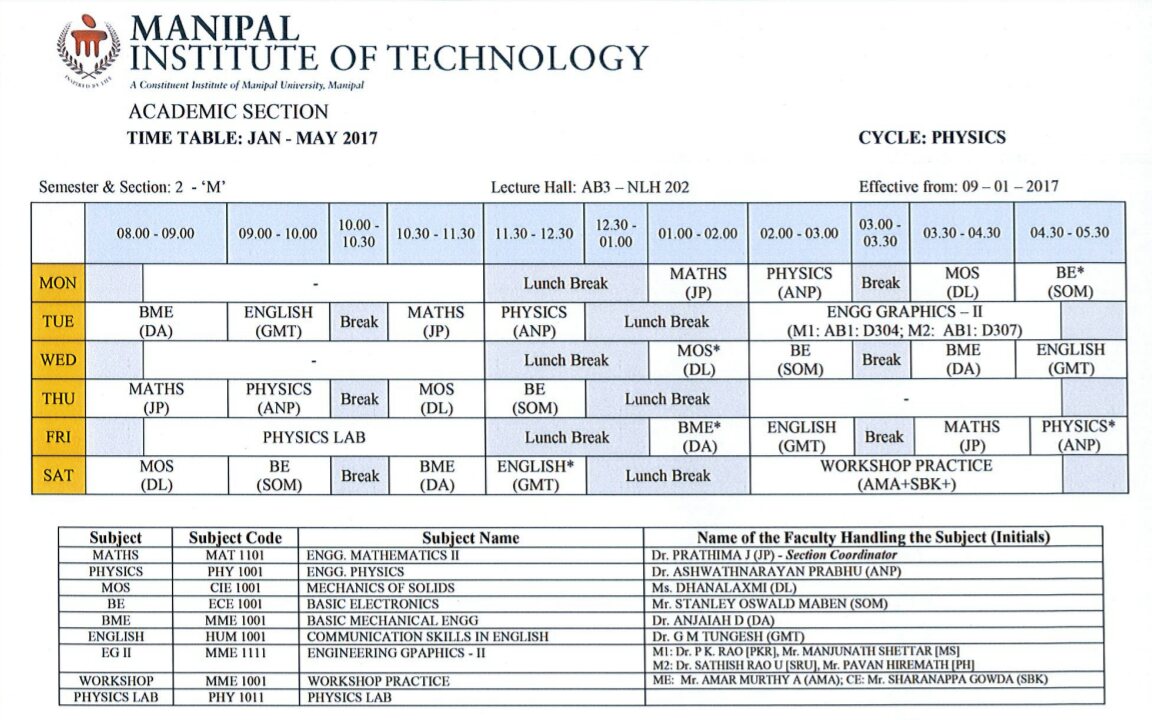 MANIPAL
INSTITUTE OF TECHNOLOGY
INSPIRED BY LIFE
A Constituent Institute of Manipal University, Manipal
ACADEMIC SECTION
TIME TABLE: JAN - MAY 2017 CYCLE: PHYSICS
Semester & Section: 2 - ‘M’ Lecture Hall: AB3 – NLH 202 Effective from: 09 – 01 – 2017
08.00 - 09.00 09.00 - 10.00 10.00 - 10.30 10.30 - 11.30 11.30 - 12.30 12.30 - 01.00 01.00 - 02.00 02.00 - 03.00 03.00 - 03.30 03.30 - 04.30 04.30 - 05.30
MON - Lunch Break MATHS (JP) PHYSICS (ANP) Break MOS (DL) BE* (SOM)
TUE BME (DA) ENGLISH (GMT) Break MATHS (JP) PHYSICS (ANP) Lunch Break ENGG GRAPHICS – II (M1: AB1: D304; M2: AB1: D307)
WED - Lunch Break MOS* (DL) BE (SOM) Break BME (DA) ENGLISH (GMT)
THU MATHS (JP) PHYSICS (ANP) Break MOS (DL) BE (SOM) Lunch Break -
FRI PHYSICS LAB Lunch Break BME* (DA) ENGLISH (GMT) Break MATHS (JP) PHYSICS* (ANP)
SAT MOS (DL) BE (SOM) Break BME (DA) ENGLISH* (GMT) Lunch Break WORKSHOP PRACTICE (AMA+SBK+)
Subject Subject Code Subject Name Name of the Faculty Handling the Subject (Initials)
MATHS MAT 1101 ENGG. MATHEMATICS II Dr. PRATHIMA J (JP) - Section Coordinator
PHYSICS PHY 1001 ENGG. PHYSICS Dr. ASHWATHNARAYAN PRABHU (ANP)
MOS CIE 1001 MECHANICS OF SOLIDS Ms. DHANALAXMI (DL)
BE ECE 1001 BASIC ELECTRONICS Mr. STANLEY OSWALD MABEN (SOM)
BME MME 1001 BASIC MECHANICAL ENGG Dr. ANJAIAH D (DA)
ENGLISH HUM 1001 COMMUNICATION SKILLS IN ENGLISH Dr. G M TUNGESH (GMT)
EG II MME 1111 ENGINEERING GPAPHICS - II M1: Dr. P K. RAO [PKR], Mr. MANJUNATH SHETTAR [MS]
M2: Dr. SATHISH RAO U [SRU], Mr. PAVAN HIREMATH [PH]
WORKSHOP MME 1001 WORKSHOP PRACTICE ME: Mr. AMAR MURTHY A (AMA); CE: Mr. SHARANAPPA GOWDA (SBK)
PHYSICS LAB PHY 1011 PHYSICS LAB